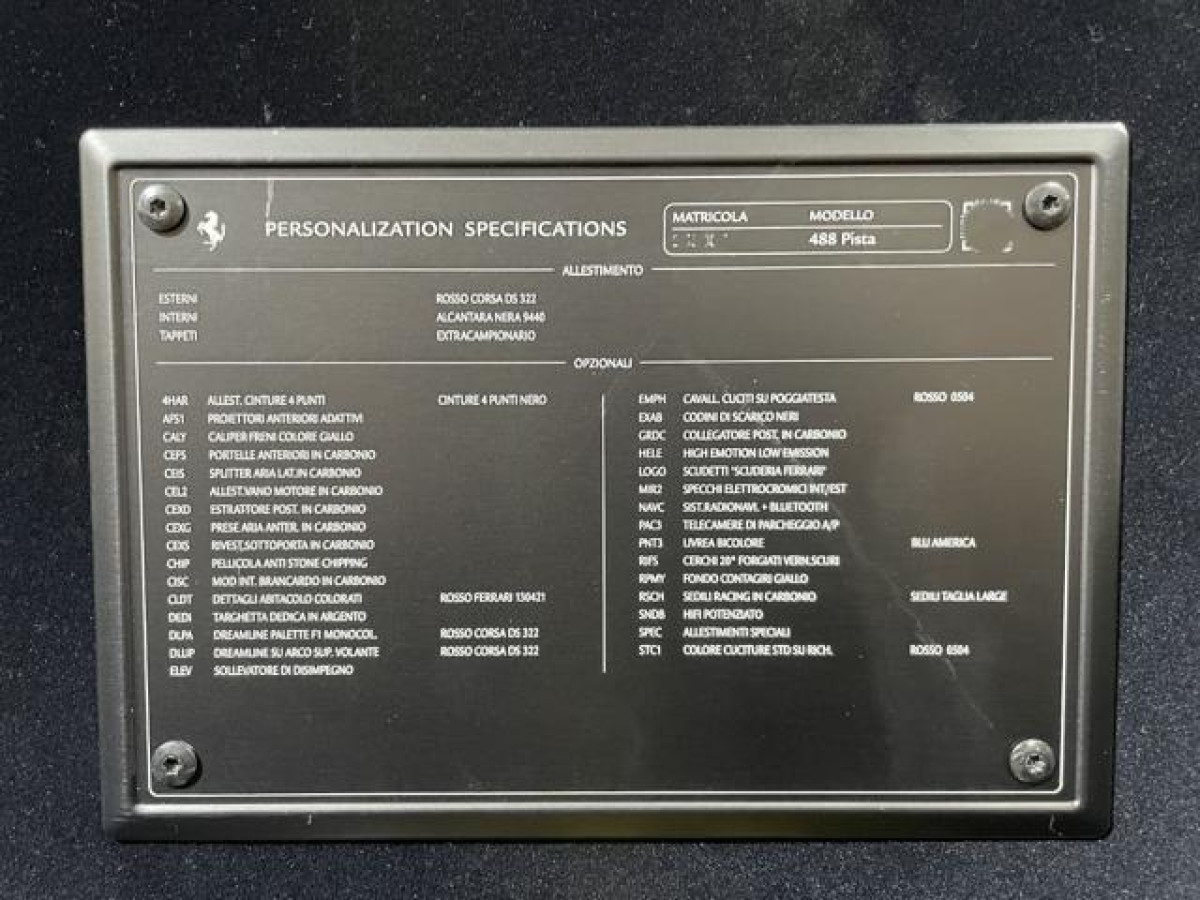 PERSONALIZATION SPECIFICATIONS
MATRICOLA MODELLO
488 Pista
ALLESTIMENTO
ESTERNI ROSSO CORSA DS 322
INTERNI ALCANTARA NERA 9440
TAPPETI EXTRACAMPIONARIO
OPZIONALI
4HAR ALLEST. CINTURE 4 PUNTI CINTURE 4 PUNTI NERO
AFS1 PROIETTORI ANTERIORI ADATTIVI
CALY CALIPER FRENI COLORE GIALLO
CEFS PORTELLE ANTERIORI IN CARBONIO
CEIS SPLITTER ARIA LAT.IN CARBONIO
CEL2 ALLEST.VANO MOTORE IN CARBONIO
CEXD ESTRATTORE POST. IN CARBONIO
CEXG PRESE ARIA ANTER. IN CARBONIO
CEXS RIVEST.SOTTOPORTA IN CARBONIO
CHIP PELLICOLA ANTI STONE CHIPPING
CISC MOD INT. BRANCARDO IN CARBONIO
CLDT DETTAGLI ABITACOLO COLORATI ROSSO FERRARI 130421
DEDI TARGHETTA DEDICA IN ARGENTO
DLPA DREAMLINE PALETTE F1 MONOCOL. ROSSO CORSA DS 322
DLUP DREAMLINE SU ARCO SUP. VOLANTE ROSSO CORSA DS 322
ELEV SOLLEVATORE DI DISIMPEGNO
EMPH CAVALL. CUCITI SU POGGIATESTA ROSSO 0504
EXAB CODINI DI SCARICO NERI
GRDC COLLEGATORE POST. IN CARBONIO
HELE HIGH EMOTION LOW EMISSION
LOGO SCUDETTI "SCUDERIA FERRARI"
MIR2 SPECCHI ELETTROCROMICI INT/EST
NAVC SIST.RADIONAVI. + BLUETOOTH
PAC3 TELECAMERE DI PARCHEGGIO A/P
PNT3 LIVREA BICOLORE BLU AMERICA
RIFS CERCHI 20" FORGIATI VERN.SCURI
RPMY FONDO CONTAGIRI GIALLO
RSCH SEDILI RACING IN CARBONIO SEDILI TAGLIA LARGE
SNDB HIFI POTENZIATO
SPEC ALLESTIMENTI SPECIALI
STC1 COLORE CUCITURE STD SU RICH. ROSSO 0504